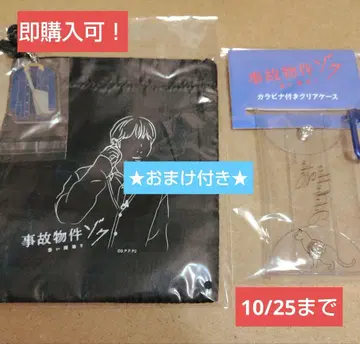 即購入可！
事故物件ゾク
カラビナ付きクリアケース
★おまけ付き★
事故物件ゾク
恐い間取り
10/25まで